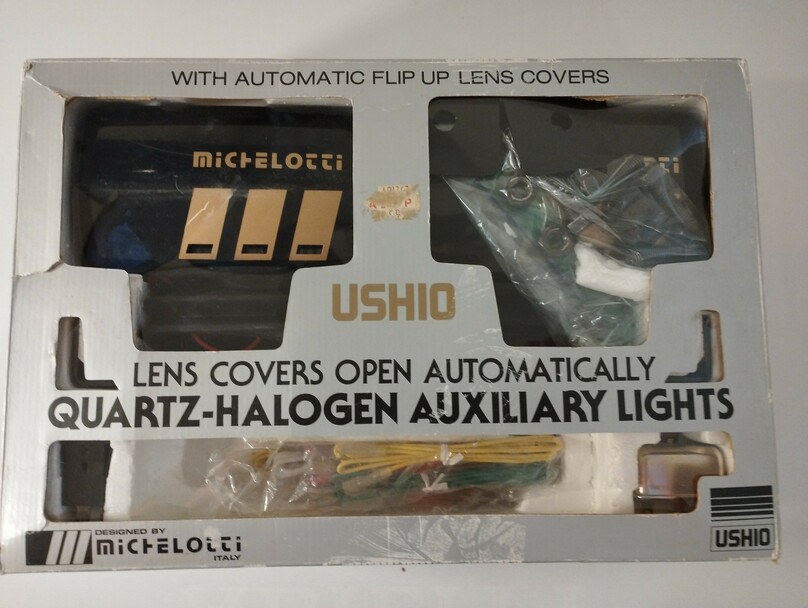 WITH AUTOMATIC FLIP UP LENS COVERS
MICHELOTTI
TTI
USHIO
LENS COVERS OPEN AUTOMATICALLY
QUARTZ-HALOGEN AUXILIARY LIGHTS
DESIGNED BY
MICHELOTTI
ITALY
USHIO